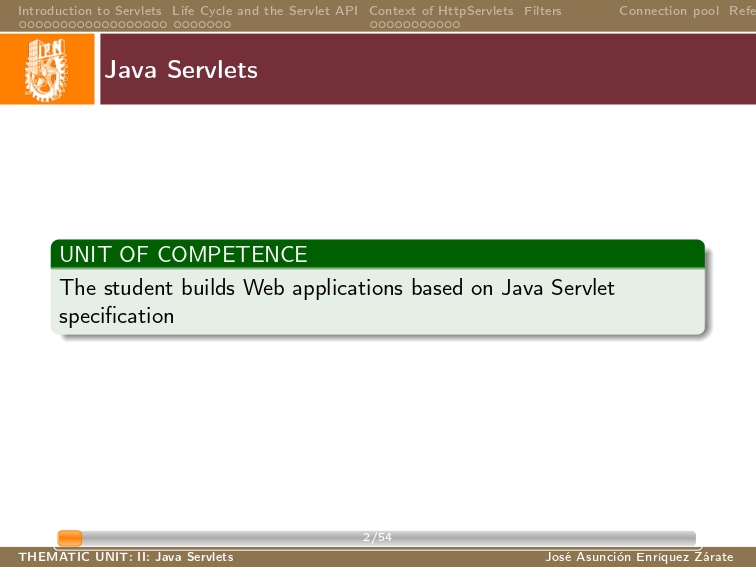 Introduction to Servlets Life Cycle and the Servlet API Context of HttpServlets Filters Connection pool Refe
IPN
Java Servlets
UNIT OF COMPETENCE
The student builds Web applications based on Java Servlet
specification
2/54
THEMATIC UNIT: II: Java Servlets José Asunción Enríquez Zárate